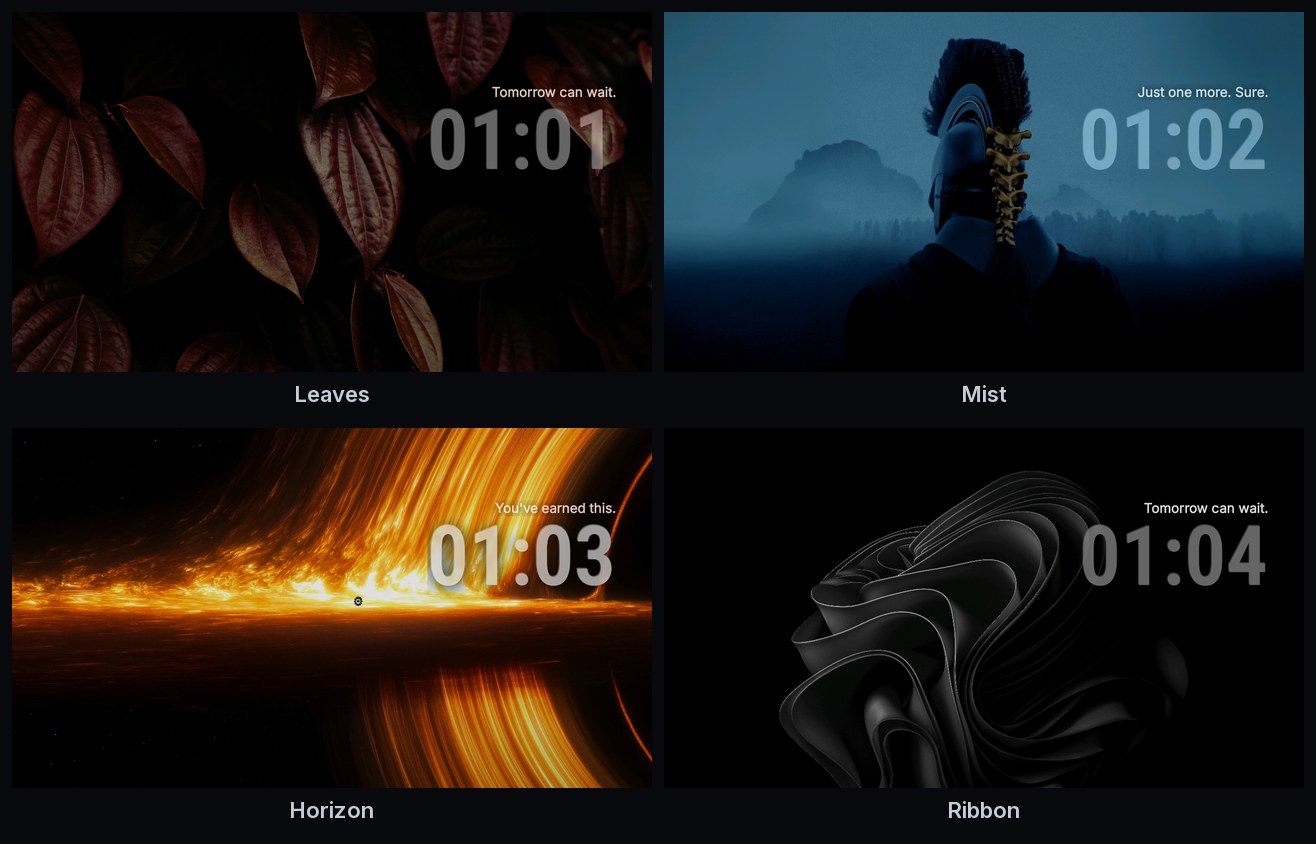 Tomorrow can wait.
01:01
Leaves
Just one more. Sure.
01:02
Mist
You've earned this.
01:03
Horizon
Tomorrow can wait.
01:04
Ribbon